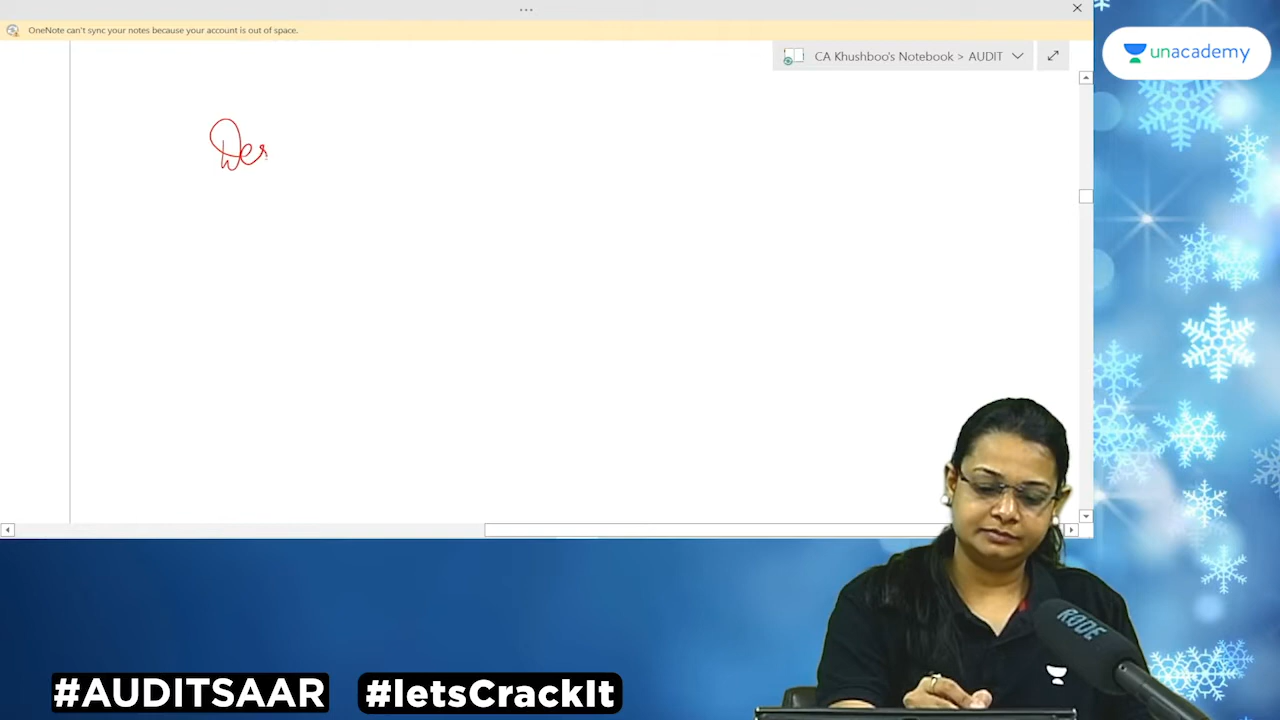 OneNote can't sync your notes because your account is out of space.
CA Khushboo's Notebook > AUDIT
unacademy
Des
RØDE
#AUDITSAAR #letsCrackIt